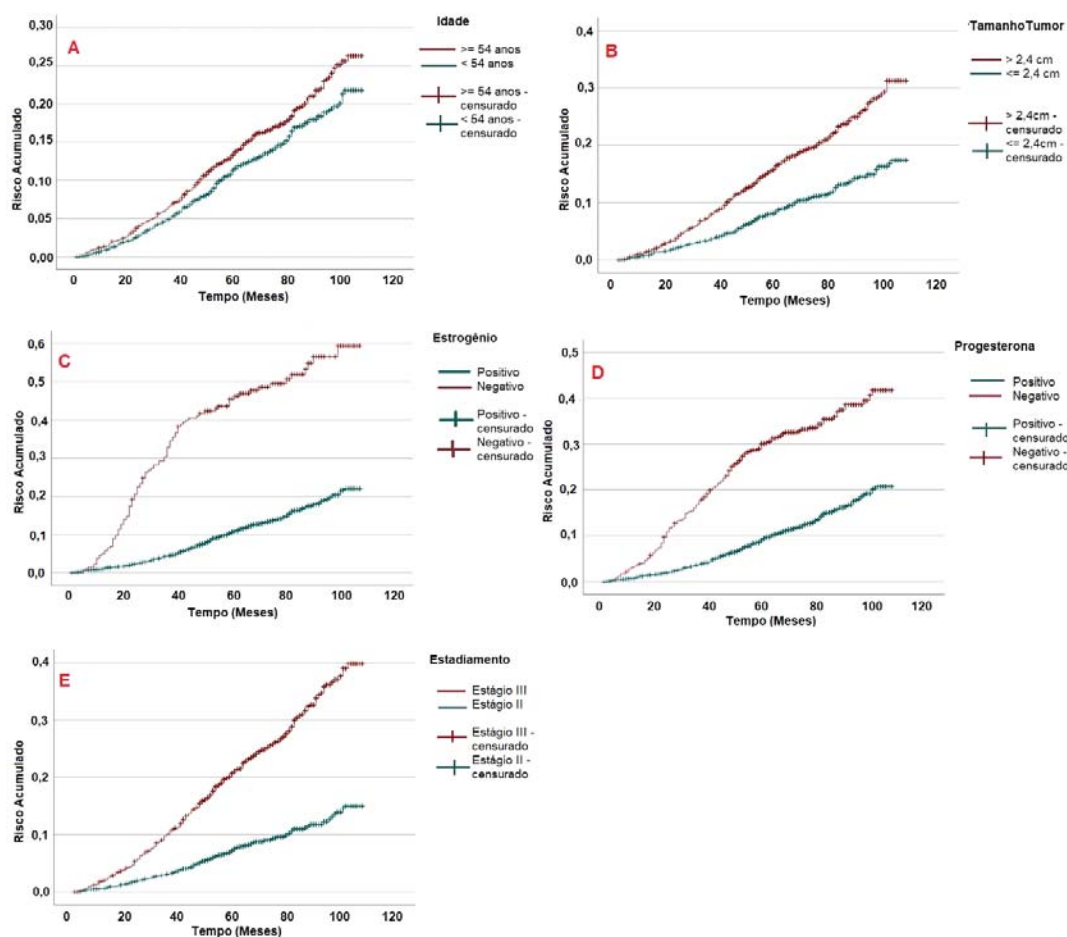 A
Idade
>= 54 anos
< 54 anos
>= 54 anos -
censurado
< 54 anos -
censurado
Risco Acumulado
0,30
0,25
0,20
0,15
0,10
0,05
0,00
0 20 40 60 80 100 120
Tempo (Meses)
B
TamanhoTumor
> 2,4 cm
<= 2,4 cm
> 2,4cm -
censurado
<= 2,4cm -
censurado
Risco Acumulado
0,4
0,3
0,2
0,1
0,0
0 20 40 60 80 100 120
Tempo (Meses)
C
Estrogênio
Positivo
Negativo
Positivo -
censurado
Negativo -
censurado
Risco Acumulado
0,6
0,5
0,4
0,3
0,2
0,1
0,0
0 20 40 60 80 100 120
Tempo (Meses)
D
Progesterona
Positivo
Negativo
Positivo -
censurado
Negativo -
censurado
Risco Acumulado
0,5
0,4
0,3
0,2
0,1
0,0
0 20 40 60 80 100 120
Tempo (Meses)
E
Estadiamento
Estágio III
Estágio II
Estágio III -
censurado
Estágio II -
censurado
Risco Acumulado
0,4
0,3
0,2
0,1
0,0
0 20 40 60 80 100 120
Tempo (Meses)